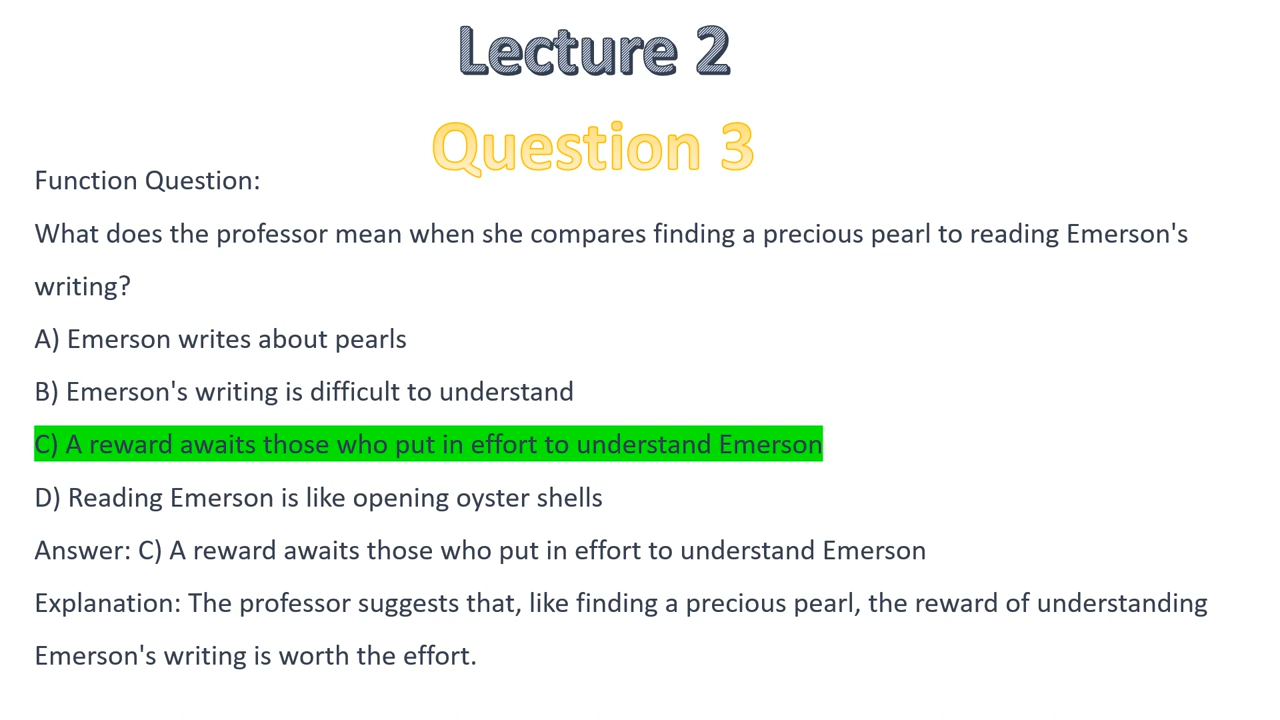 Lecture 2
Question 3
Function Question:
What does the professor mean when she compares finding a precious pearl to reading Emerson's
writing?
A) Emerson writes about pearls
B) Emerson's writing is difficult to understand
C) A reward awaits those who put in effort to understand Emerson
D) Reading Emerson is like opening oyster shells
Answer: C) A reward awaits those who put in effort to understand Emerson
Explanation: The professor suggests that, like finding a precious pearl, the reward of understanding
Emerson's writing is worth the effort.